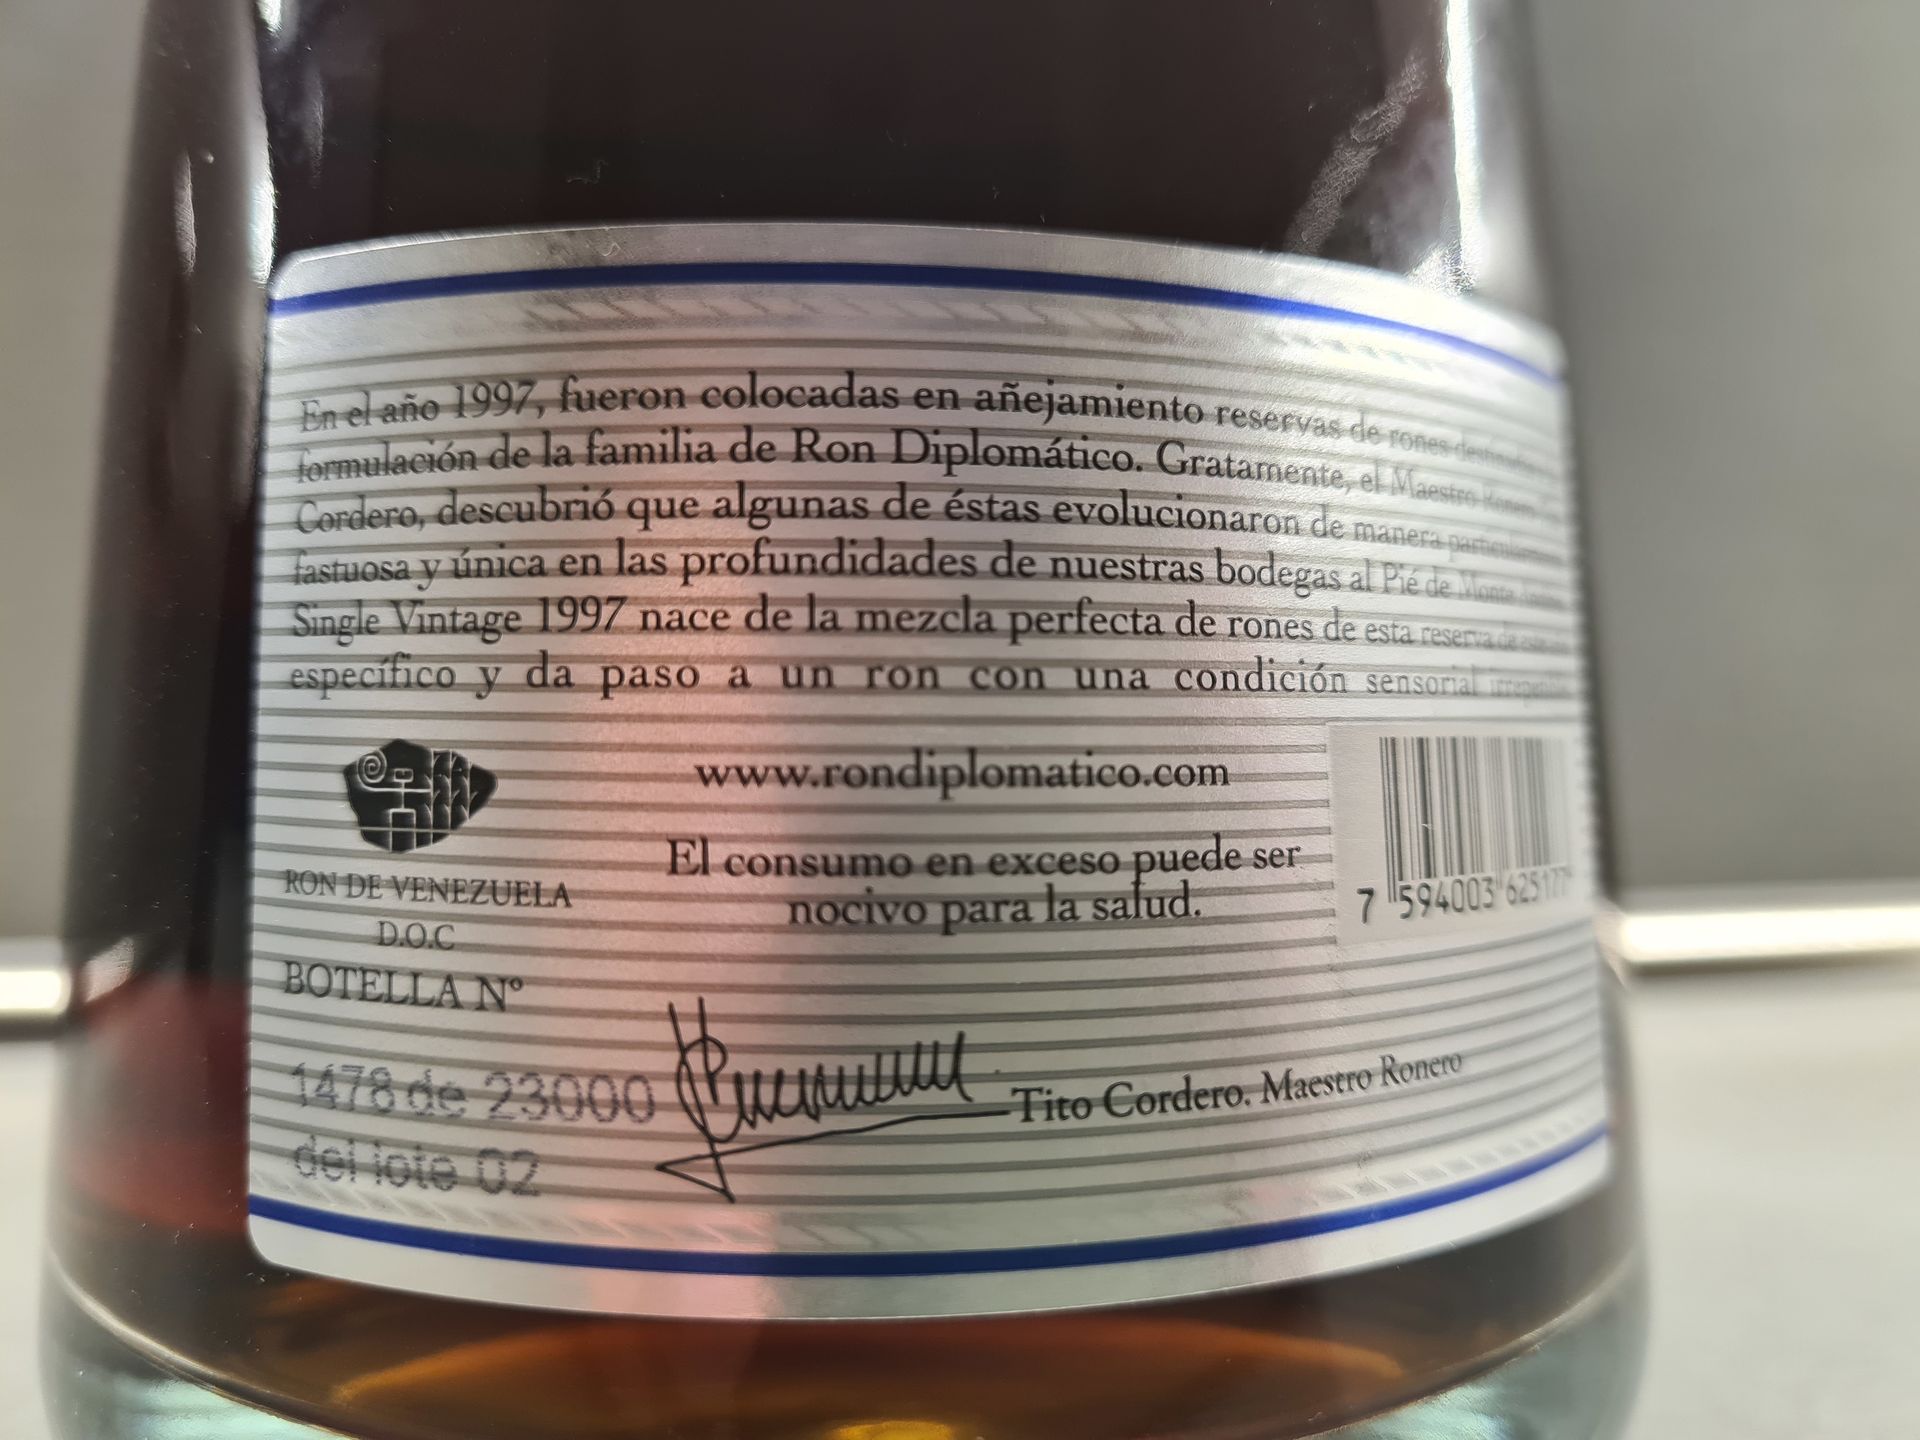 En el año 1997, fueron colocadas en añejamiento reservas de rones
formulación de la familia de Ron Diplomático. Gratamente, el Maestro Ronero
Cordero, descubrió que algunas de éstas evolucionaron de manera
fastuosa y única en las profundidades de nuestras bodegas al Pié de Monte
Single Vintage 1997 nace de la mezcla perfecta de rones de esta reserva de
específico y da paso a un ron con una condición sensorial
www.rondiplomatico.com
El consumo en exceso puede ser
nocivo para la salud.
7 594003 625177
RON DE VENEZUELA
D.O.C
BOTELLA Nº
1478 de 23000
del lote 02
Tito Cordero. Maestro Ronero